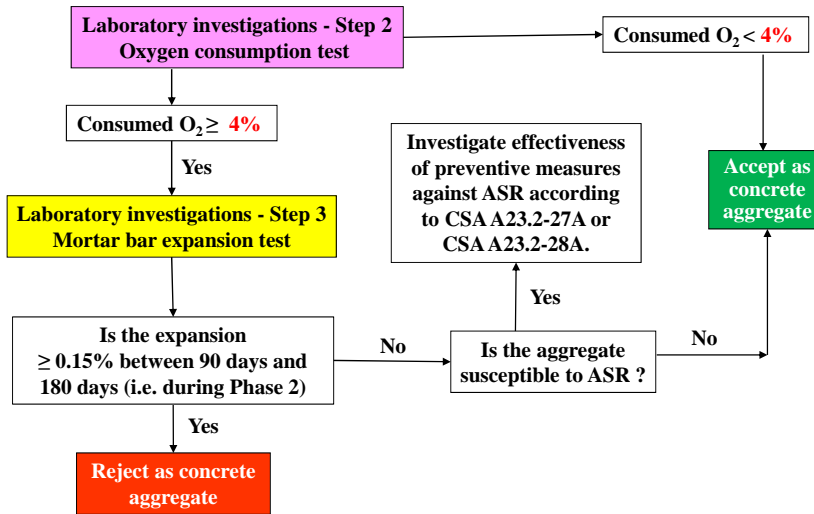 Laboratory investigations - Step 2
Oxygen consumption test
Consumed O₂ < 4%
Consumed O₂ ≥ 4%
Yes
Investigate effectiveness
of preventive measures
against ASR according
to CSA A23.2-27A or
CSA A23.2-28A.
Accept as
concrete
aggregate
Laboratory investigations - Step 3
Mortar bar expansion test
Is the expansion
≥ 0.15% between 90 days and
180 days (i.e. during Phase 2)
No
Yes
Is the aggregate
susceptible to ASR ?
No
Yes
Reject as concrete
aggregate